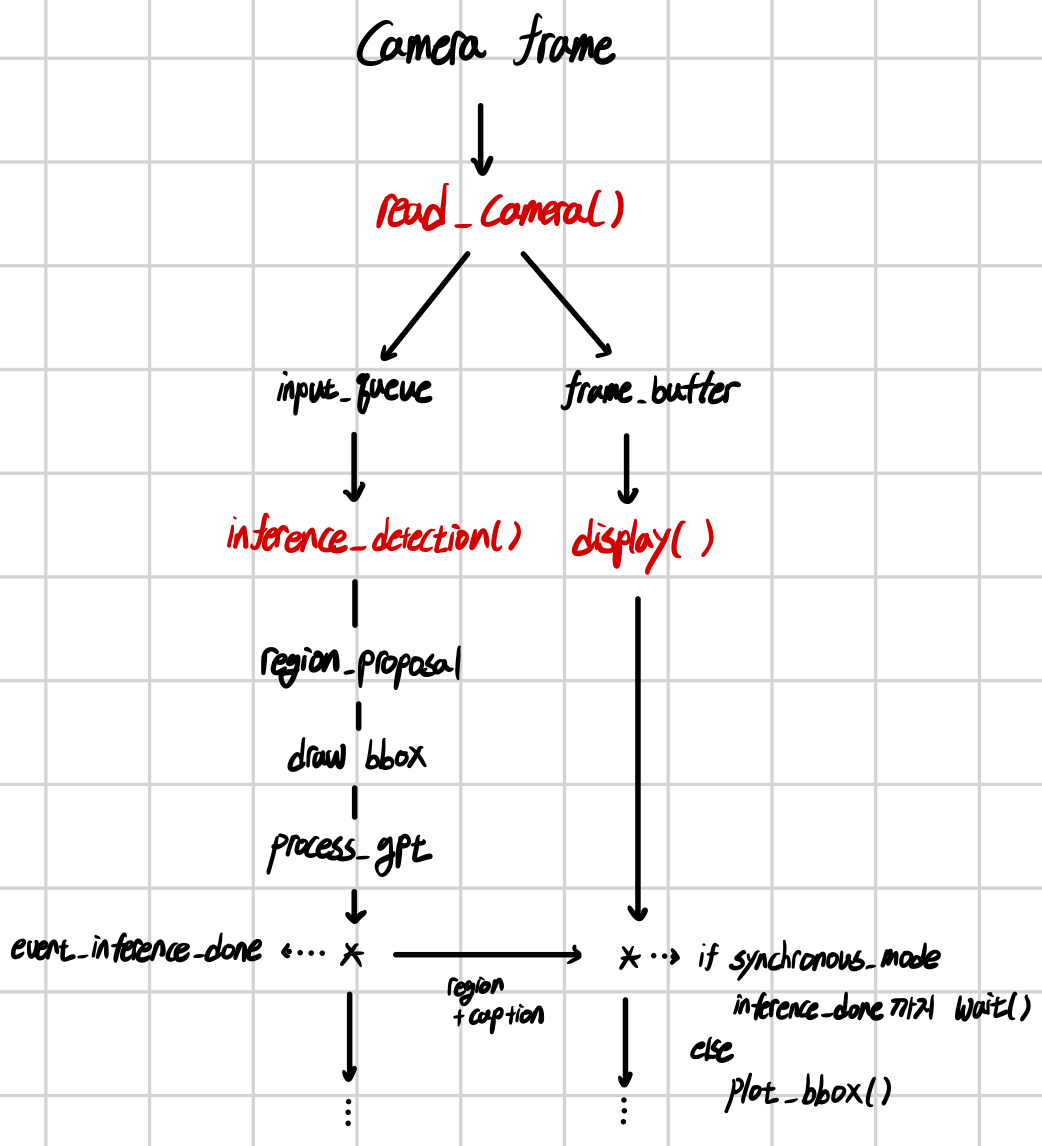 Camera frame
read_camera()
input_queue
frame_buffer
inference_detection()
display()
region_proposal
draw bbox
process_gpt
event_inference_done
region
+ caption
if synchronous_mode
inference_done 까지 wait()
else
plot_bbox()